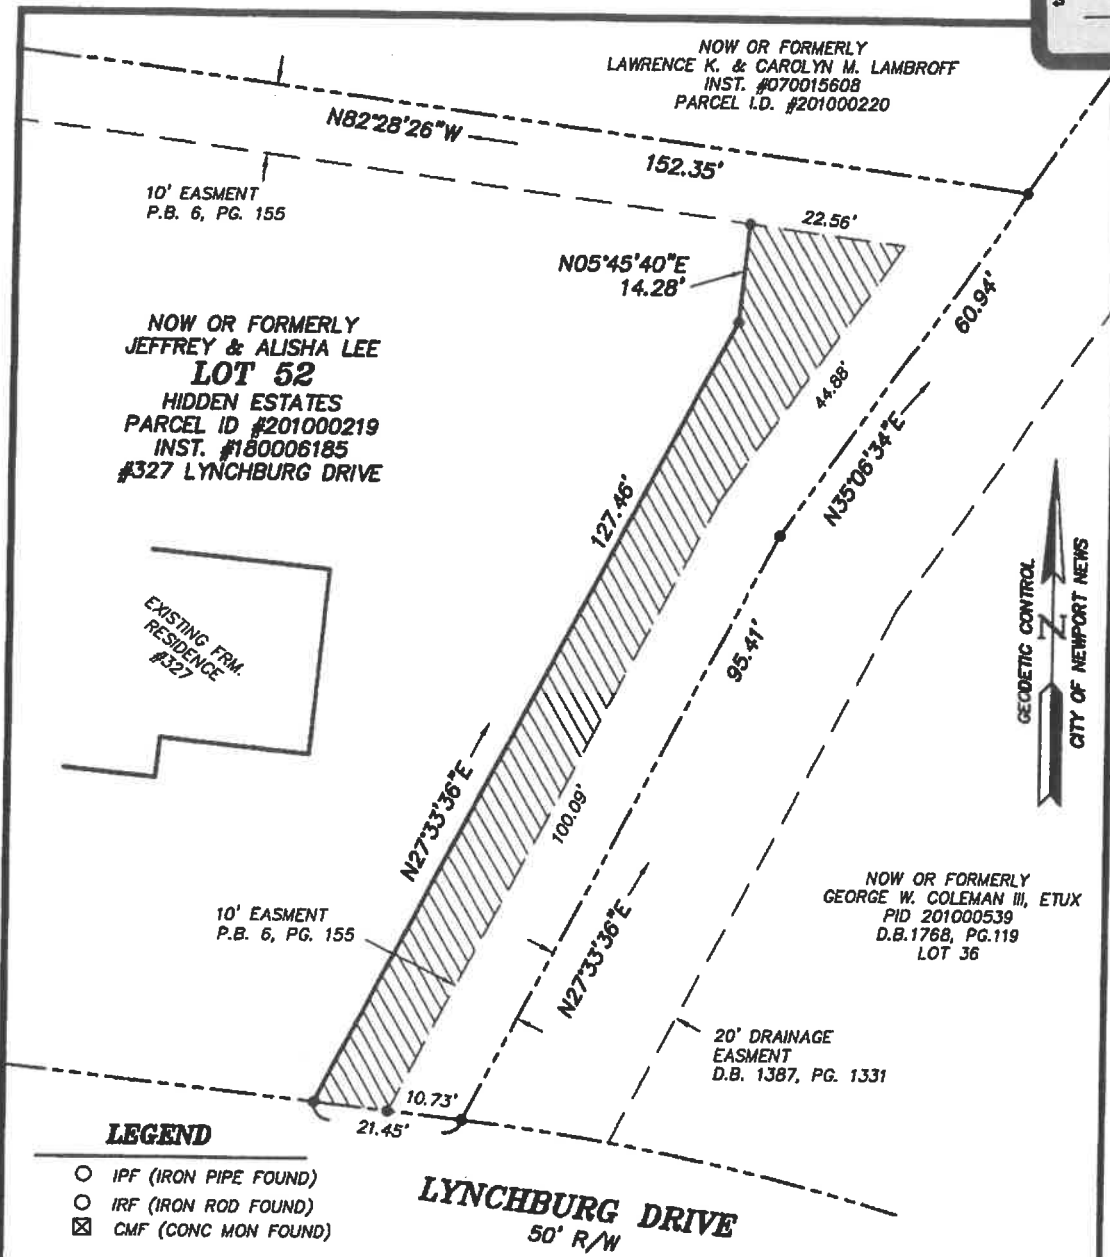 NOW OR FORMERLY
LAWRENCE K. & CAROLYN M. LAMBROFF
INST. #070015608
PARCEL I.D. #201000220
N82°28'26"W
152.35'
10' EASMENT
P.B. 6, PG. 155
22.56'
N05°45'40"E
14.28'
60.94'
NOW OR FORMERLY
JEFFREY & ALISHA LEE
LOT 52
HIDDEN ESTATES
PARCEL ID #201000219
INST. #180006185
#327 LYNCHBURG DRIVE
44.88'
N35°06'34"E
127.46'
GEODETIC CONTROL
N
CITY OF NEWPORT NEWS
EXISTING FRM.
RESIDENCE
#327
95.41'
N27°33'36"E
100.09'
NOW OR FORMERLY
GEORGE W. COLEMAN III, ETUX
PID 201000539
D.B.1768, PG.119
LOT 36
10' EASMENT
P.B. 6, PG. 155
N27°33'36"E
20' DRAINAGE
EASMENT
D.B. 1387, PG. 1331
10.73'
21.45'
LEGEND
IPF (IRON PIPE FOUND)
IRF (IRON ROD FOUND)
CMF (CONC MON FOUND)
LYNCHBURG DRIVE
50' R/W